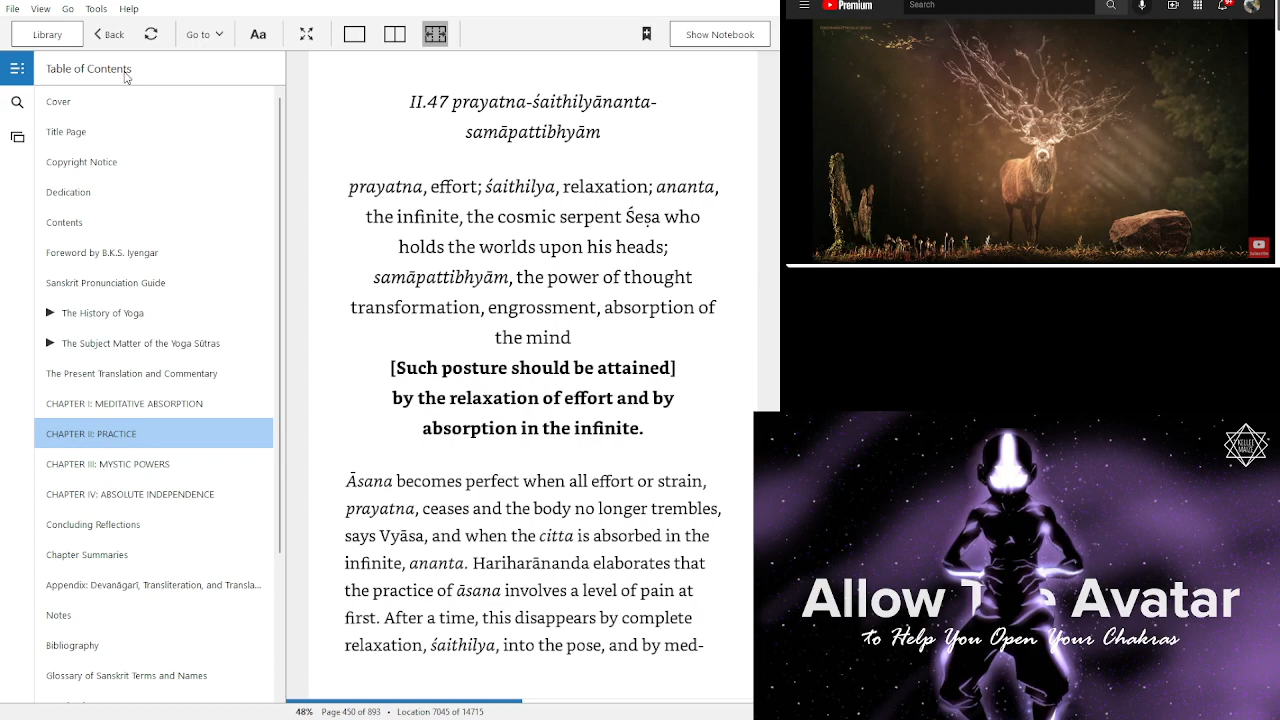 File View Go Tools Help
Library
Back
Go to
Aa
Show Notebook
Table of Contents
Cover
Title Page
Copyright Notice
Dedication
Contents
Foreword by B.K.S. Iyengar
Sanskrit Pronunciation Guide
The History of Yoga
The Subject Matter of the Yoga Sūtras
The Present Translation and Commentary
CHAPTER I: MEDITATIVE ABSORPTION
CHAPTER II: PRACTICE
CHAPTER III: MYSTIC POWERS
CHAPTER IV: ABSOLUTE INDEPENDENCE
Concluding Reflections
Chapter Summaries
Appendix: Devanāgarī, Transliteration, and Transla...
Notes
Bibliography
Glossary of Sanskrit Terms and Names
II.47 prayatna-śaithilyānanta-
samāpattibhyām
prayatna, effort; śaithilya, relaxation; ananta,
the infinite, the cosmic serpent Śeṣa who
holds the worlds upon his heads;
samāpattibhyām, the power of thought
transformation, engrossment, absorption of
the mind
[Such posture should be attained]
by the relaxation of effort and by
absorption in the infinite.
Āsana becomes perfect when all effort or strain,
prayatna, ceases and the body no longer trembles,
says Vyāsa, and when the citta is absorbed in the
infinite, ananta. Hariharānanda elaborates that
the practice of āsana involves a level of pain at
first. After a time, this disappears by complete
relaxation, śaithilya, into the pose, and by med-
48% Page 450 of 893 • Location 7045 of 14715
Premium
Search
9+
Subscribe
Allow T e Avatar
to Help You Open Your Chakras